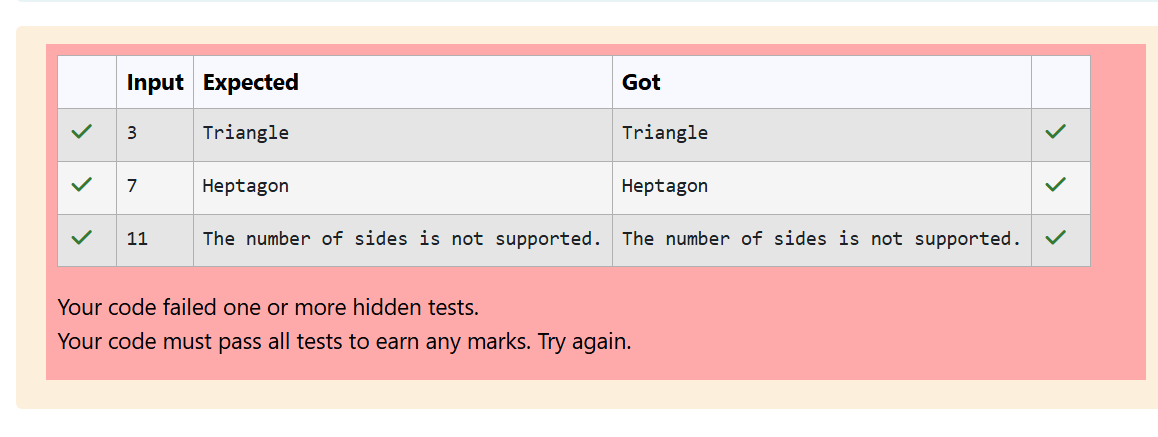 Input Expected Got
3 Triangle Triangle
7 Heptagon Heptagon
11 The number of sides is not supported. The number of sides is not supported.
Your code failed one or more hidden tests.
Your code must pass all tests to earn any marks. Try again.